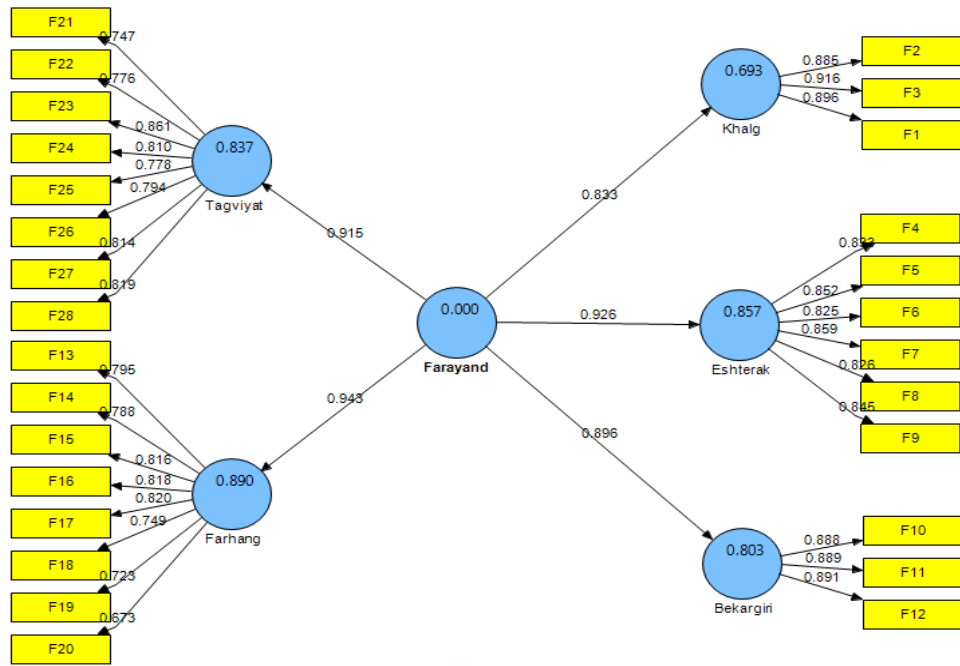 F21
0.747
F22
0.776
F23
0.861
F24
0.810
0.778
F25
0.794
F26
0.814
F27
0.819
F28
0.837
Tagviyat
0.915
F13
0.795
F14
0.788
F15
0.816
F16
0.818
0.820
F17
0.749
F18
0.723
F19
0.673
F20
0.890
Farhang
0.943
0.000
Farayand
0.833
0.693
Khalg
0.885
F2
0.916
F3
0.896
F1
0.926
0.857
Eshterak
0.833
F4
0.852
F5
0.825
F6
0.859
F7
0.826
F8
0.845
F9
0.896
0.803
Bekargiri
0.888
F10
0.889
F11
0.891
F12